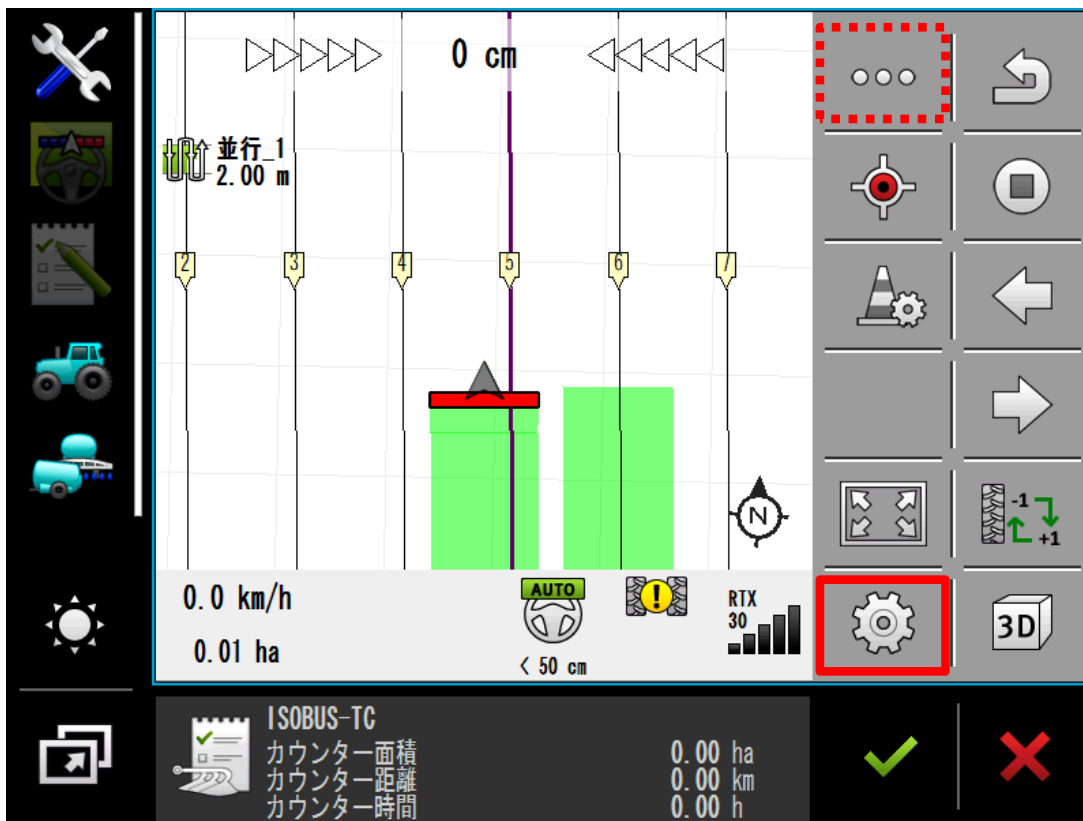 0 cm
並行_1
2.00 m
2
3
4
5
6
7
N
-1
+1
0.0 km/h
0.01 ha
AUTO
< 50 cm
RTX
30
3D
ISOBUS-TC
カウンター面積 0.00 ha
カウンター距離 0.00 km
カウンター時間 0.00 h